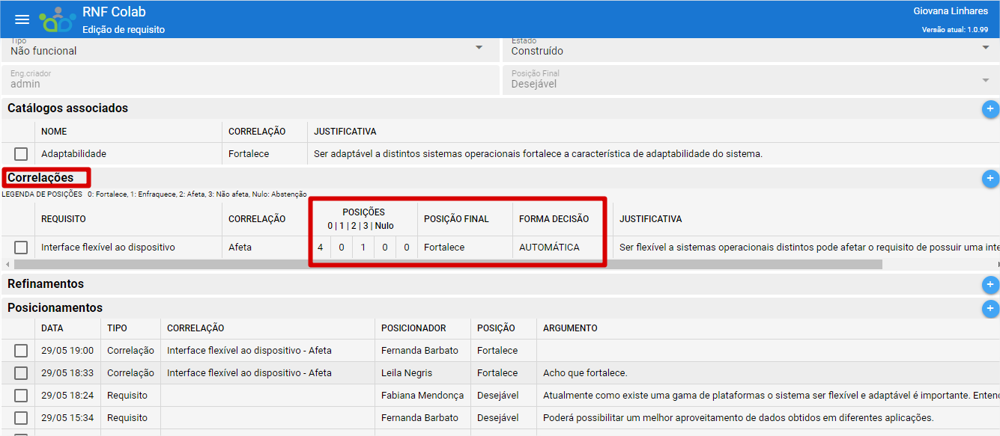 RNF Colab
Edição de requisito
Giovana Linhares
Versão atual: 1.0.99
Tipo
Não funcional
Estado
Construído
Eng.criador
admin
Posição Final
Desejável
Catálogos associados
+
NOME CORRELAÇÃO JUSTIFICATIVA
Adaptabilidade Fortalece Ser adaptável a distintos sistemas operacionais fortalece a característica de adaptabilidade do sistema.
Correlações
+
LEGENDA DE POSIÇÕES 0: Fortalece, 1: Enfraquece, 2: Afeta, 3: Não afeta, Nulo: Abstenção
REQUISITO CORRELAÇÃO POSIÇÕES 0 | 1 | 2 | 3 | Nulo POSIÇÃO FINAL FORMA DECISÃO JUSTIFICATIVA
Interface flexível ao dispositivo Afeta 4 0 1 0 0 Fortalece AUTOMÁTICA Ser flexível a sistemas operacionais distintos pode afetar o requisito de possuir uma inte
Refinamentos
+
Posicionamentos
+
DATA TIPO CORRELAÇÃO POSICIONADOR POSIÇÃO ARGUMENTO
29/05 19:00 Correlação Interface flexível ao dispositivo - Afeta Fernanda Barbato Fortalece
29/05 18:33 Correlação Interface flexível ao dispositivo - Afeta Leila Negris Fortalece Acho que fortalece.
29/05 18:24 Requisito Fabiana Mendonça Desejável Atualmente como existe uma gama de plataformas o sistema ser flexível e adaptável é importante. Entend
29/05 15:34 Requisito Fernanda Barbato Desejável Poderá possibilitar um melhor aproveitamento de dados obtidos em diferentes aplicações.